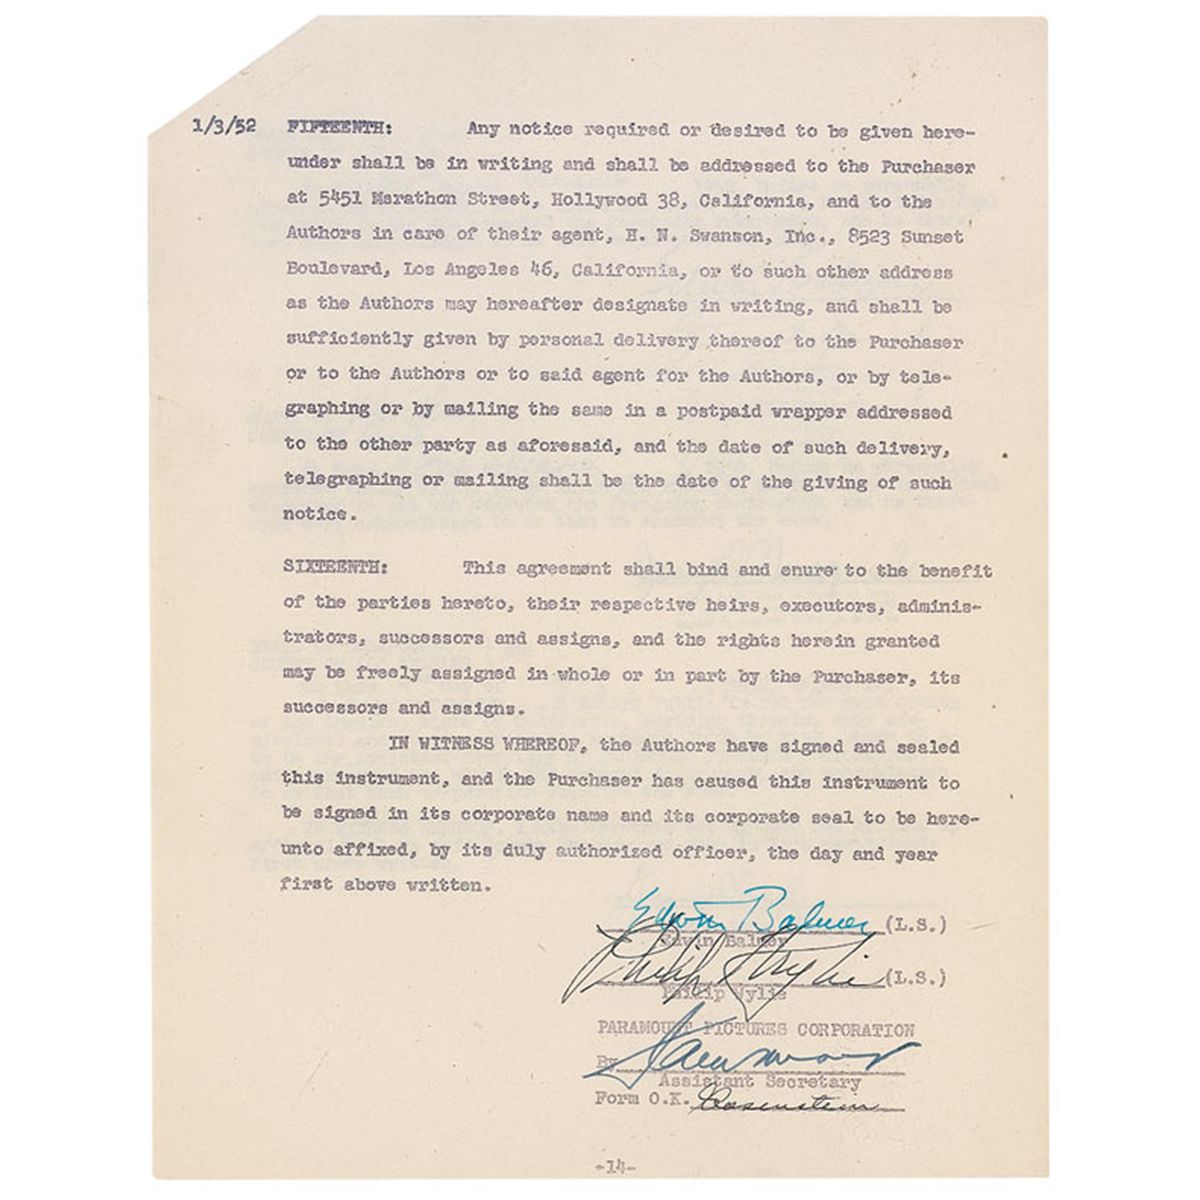 1/3/52 FIFTEENTH: Any notice required or desired to be given here-
under shall be in writing and shall be addressed to the Purchaser
at 5451 Marathon Street, Hollywood 38, California, and to the
Authors in care of their agent, H. N. Swanson, Inc., 8523 Sunset
Boulevard, Los Angeles 46, California, or to such other address
as the Authors may hereafter designate in writing, and shall be
sufficiently given by personal delivery thereof to the Purchaser
or to the Authors or to said agent for the Authors, or by tele-
graphing or by mailing the same in a postpaid wrapper addressed
to the other party as aforesaid, and the date of such delivery,
telegraphing or mailing shall be the date of the giving of such
notice.
SIXTEENTH: This agreement shall bind and enure to the benefit
of the parties hereto, their respective heirs, executors, adminis-
trators, successors and assigns, and the rights herein granted
may be freely assigned in whole or in part by the Purchaser, its
successors and assigns.
IN WITNESS WHEREOF, the Authors have signed and sealed
this instrument, and the Purchaser has caused this instrument to
be signed in its corporate name and its corporate seal to be here-
unto affixed, by its duly authorized officer, the day and year
first above written.
Edwin Balmer (L.S.)
Edwin Balmer
Philip Wylie (L.S.)
Philip Wylie
PARAMOUNT PICTURES CORPORATION
By
Assistant Secretary
Form O.K. Rosenstein
-14-